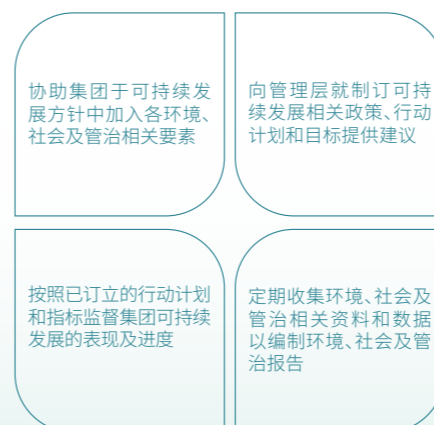 协助集团于可持续发
展方针中加入各环境、
社会及管治相关要素
向管理层就制订可持
续发展相关政策、行动
计划和目标提供建议
按照已订立的行动计划
和指标监督集团可持续
发展的表现及进度
定期收集环境、社会及
管治相关资料和数据
以编制环境、社会及管
治报告